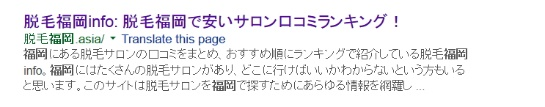 脱毛福岡info: 脱毛福岡で安いサロン口コミランキング！
脱毛福岡.asia/ ▼ Translate this page
福岡にある脱毛サロンの口コミをまとめ、おすすめ順にランキングで紹介している脱毛福岡
info。福岡にはたくさんの脱毛サロンがあり、どこに行けばいいかわからないという方もいる
と思います。このサイトは脱毛サロンを福岡で探すためにあらゆる情報を網羅し ...